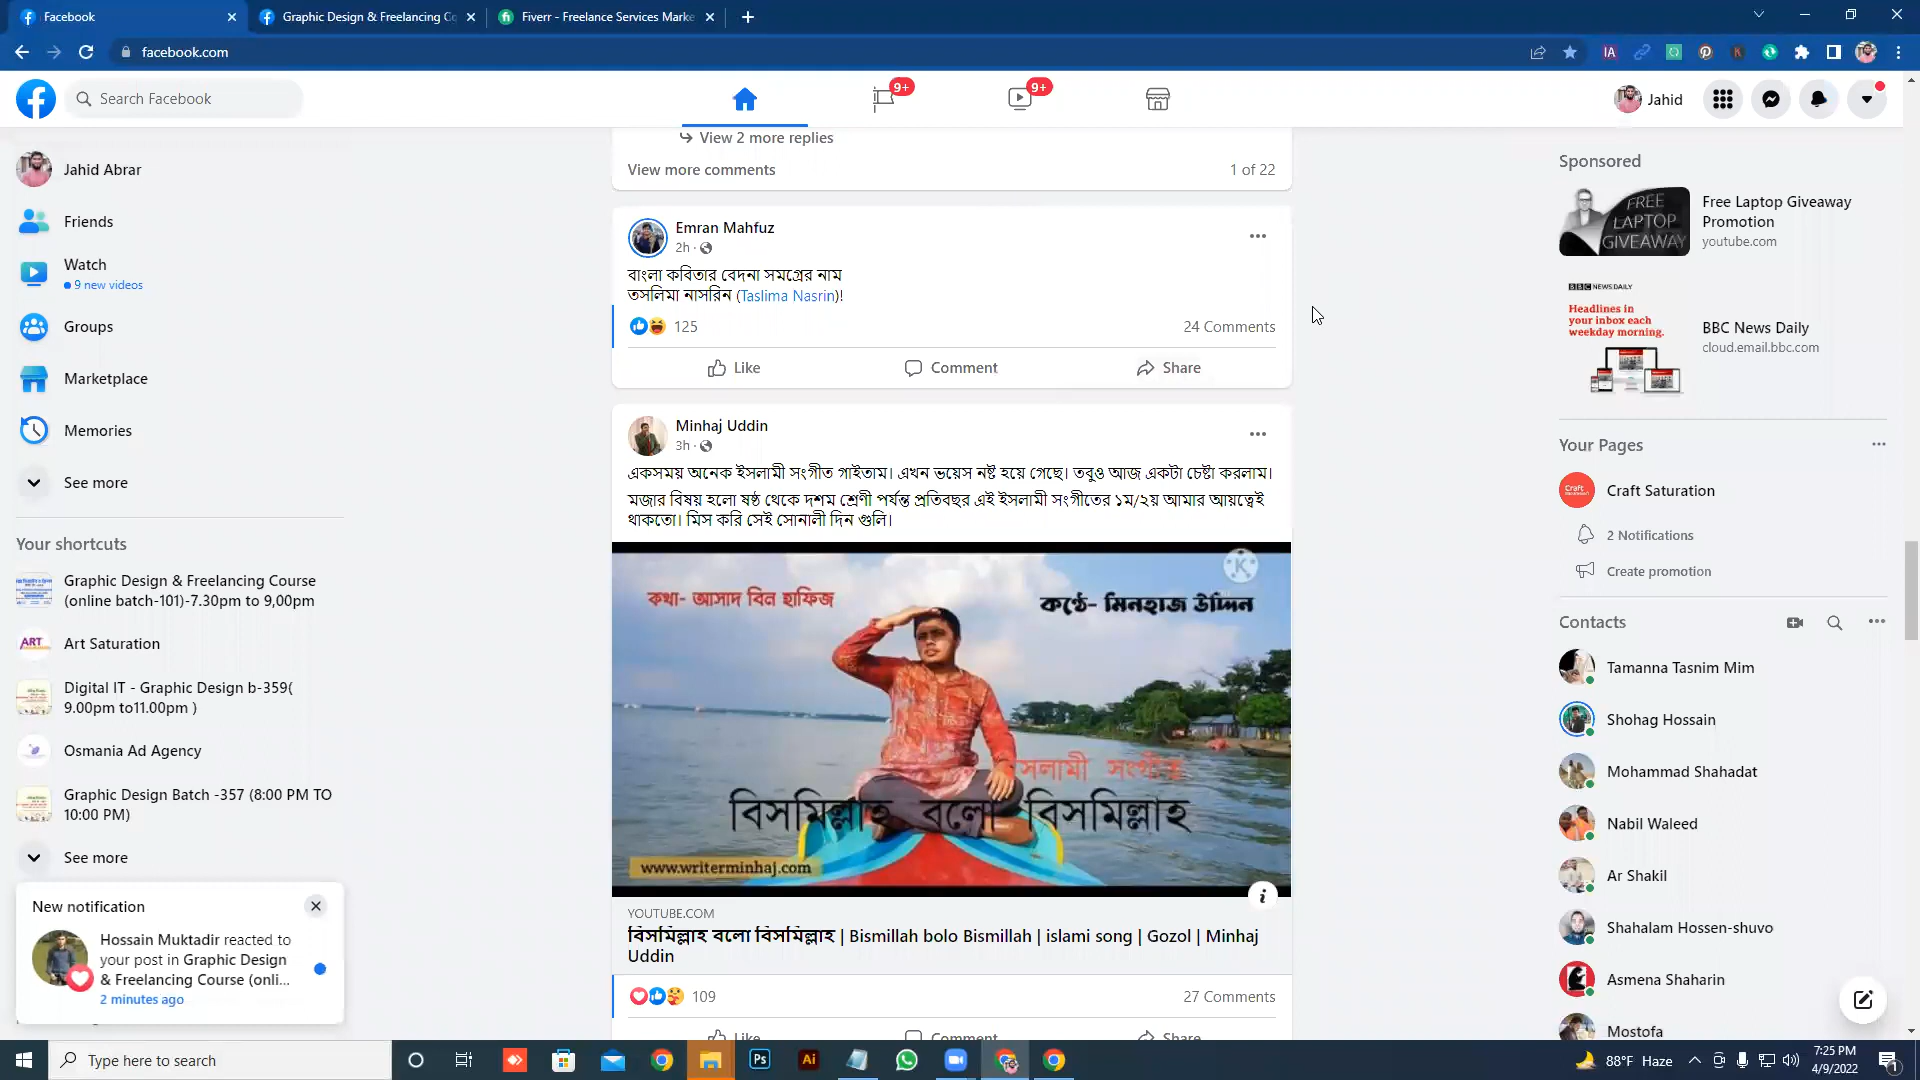 Facebook
Graphic Design & Freelancing Co
Fiverr - Freelance Services Marke
facebook.com
Search Facebook
9+
9+
Jahid
Jahid Abrar
Friends
Watch
9 new videos
Groups
Marketplace
Memories
See more
Your shortcuts
Graphic Design & Freelancing Course
(online batch-101)-7.30pm to 9,00pm
Art Saturation
Digital IT - Graphic Design b-359(
9.00pm to11.00pm )
Osmania Ad Agency
Graphic Design Batch -357 (8:00 PM TO
10:00 PM)
See more
New notification
Hossain Muktadir reacted to
your post in Graphic Design
& Freelancing Course (onli...
2 minutes ago
View 2 more replies
View more comments
1 of 22
Emran Mahfuz
2h ·
বাংলা কবিতার বেদনা সমগ্রের নাম
তসলিমা নাসরিন (Taslima Nasrin)!
125
24 Comments
Like
Comment
Share
Minhaj Uddin
3h ·
একসময় অনেক ইসলামী সংগীত গাইতাম। এখন ভয়েস নষ্ট হয়ে গেছে। তবুও আজ একটা চেষ্টা করলাম।
মজার বিষয় হলো ষষ্ঠ থেকে দশম শ্রেণী পর্যন্ত প্রতিবছর এই ইসলামী সংগীতের ১ম/২য় আমার আয়ত্বেই
থাকতো। মিস করি সেই সোনালী দিন গুলি।
কথা- আসাদ বিন হাফিজ
কণ্ঠে- মিনহাজ উদ্দিন
K
সলামী সংগীত
বিসমিল্লাহ বলো বিসমিল্লাহ
www.writerminhaj.com
YOUTUBE.COM
বিসমিল্লাহ বলো বিসমিল্লাহ | Bismillah bolo Bismillah | islami song | Gozol | Minhaj
Uddin
109
27 Comments
Like
Comment
Share
Sponsored
FREE
LAPTOP
GIVEAWAY
Free Laptop Giveaway
Promotion
youtube.com
BBC NEWS DAILY
Headlines in
your inbox each
weekday morning.
BBC News Daily
cloud.email.bbc.com
Your Pages
Craft Saturation
2 Notifications
Create promotion
Contacts
Tamanna Tasnim Mim
Shohag Hossain
Mohammad Shahadat
Nabil Waleed
Ar Shakil
Shahalam Hossen-shuvo
Asmena Shaharin
Mostofa
Type here to search
Ps
Ai
88°F Haze
7:25 PM
4/9/2022
1